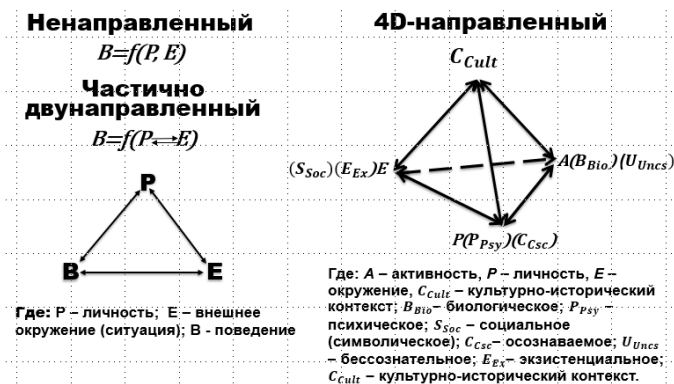 Ненаправленный
B=f(P, E)
Частично
двунаправленный
B=f(P⇄E)
P
B
E
Где: P – личность; E – внешнее
окружение (ситуация); B - поведение
4D-направленный
C_Cult
(S_Soc)(E_Ex)E
A(B_Bio)(U_Uncs)
P(P_Psy)(C_Csc)
Где: A – активность, P – личность, E –
окружение, C_Cult – культурно-исторический
контекст; B_Bio – биологическое; P_Psy –
психическое; S_Soc – социальное
(символическое); C_Csc – осознаваемое; U_Uncs
– бессознательное; E_Ex – экзистенциальное;
C_Cult – культурно-исторический контекст.